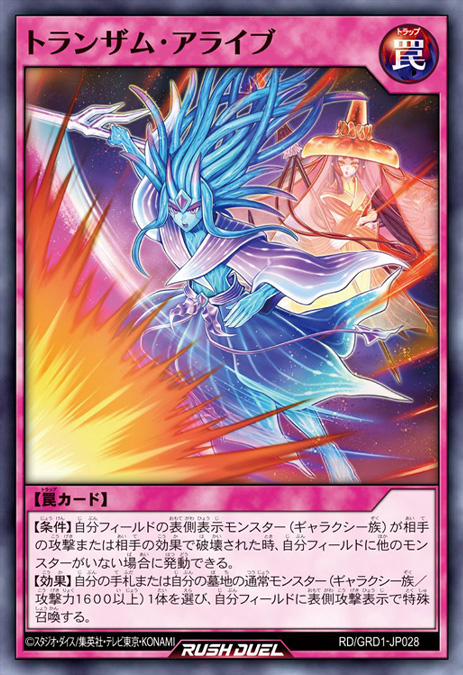 トランザム・アライブ
トラップ
罠
トラップ
【罠カード】
【条件】自分フィールドの表側表示モンスター(ギャラクシー族)が相手
の攻撃または相手の効果で破壊された時、自分フィールドに他のモン
スターがいない場合に発動できる。
【効果】自分の手札または自分の墓地の通常モンスター(ギャラクシー族/
攻撃力1600以上)1体を選び、自分フィールドに表側攻撃表示で特殊
召喚する。
©スタジオ・ダイス/集英社・テレビ東京・KONAMI
RUSH DUEL
RD/GRD1-JP028